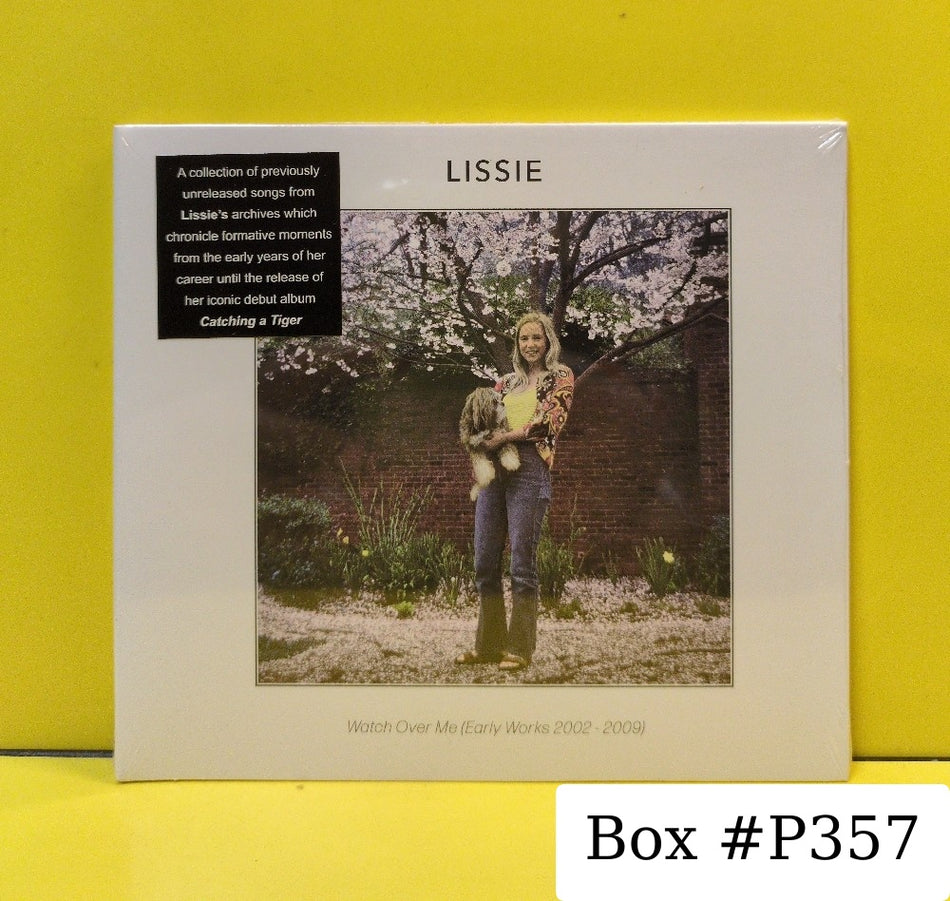 LISSIE
A collection of previously
unreleased songs from
Lissie's archives which
chronicle formative moments
from the early years of her
career until the release of
her iconic debut album
Catching a Tiger
Watch Over Me (Early Works 2002 - 2009)
Box #P357